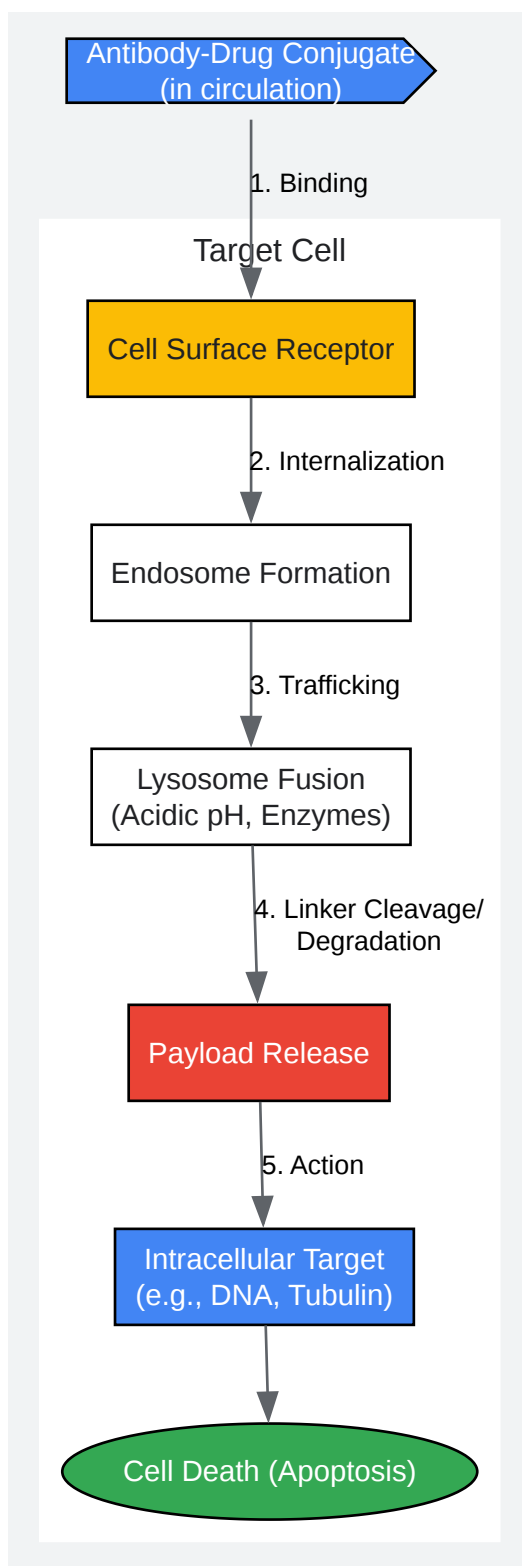 Antibody-Drug Conjugate
(in circulation)
1. Binding
Target Cell
Cell Surface Receptor
2. Internalization
Endosome Formation
3. Trafficking
Lysosome Fusion
(Acidic pH, Enzymes)
4. Linker Cleavage/
Degradation
Payload Release
5. Action
Intracellular Target
(e.g., DNA, Tubulin)
Cell Death (Apoptosis)